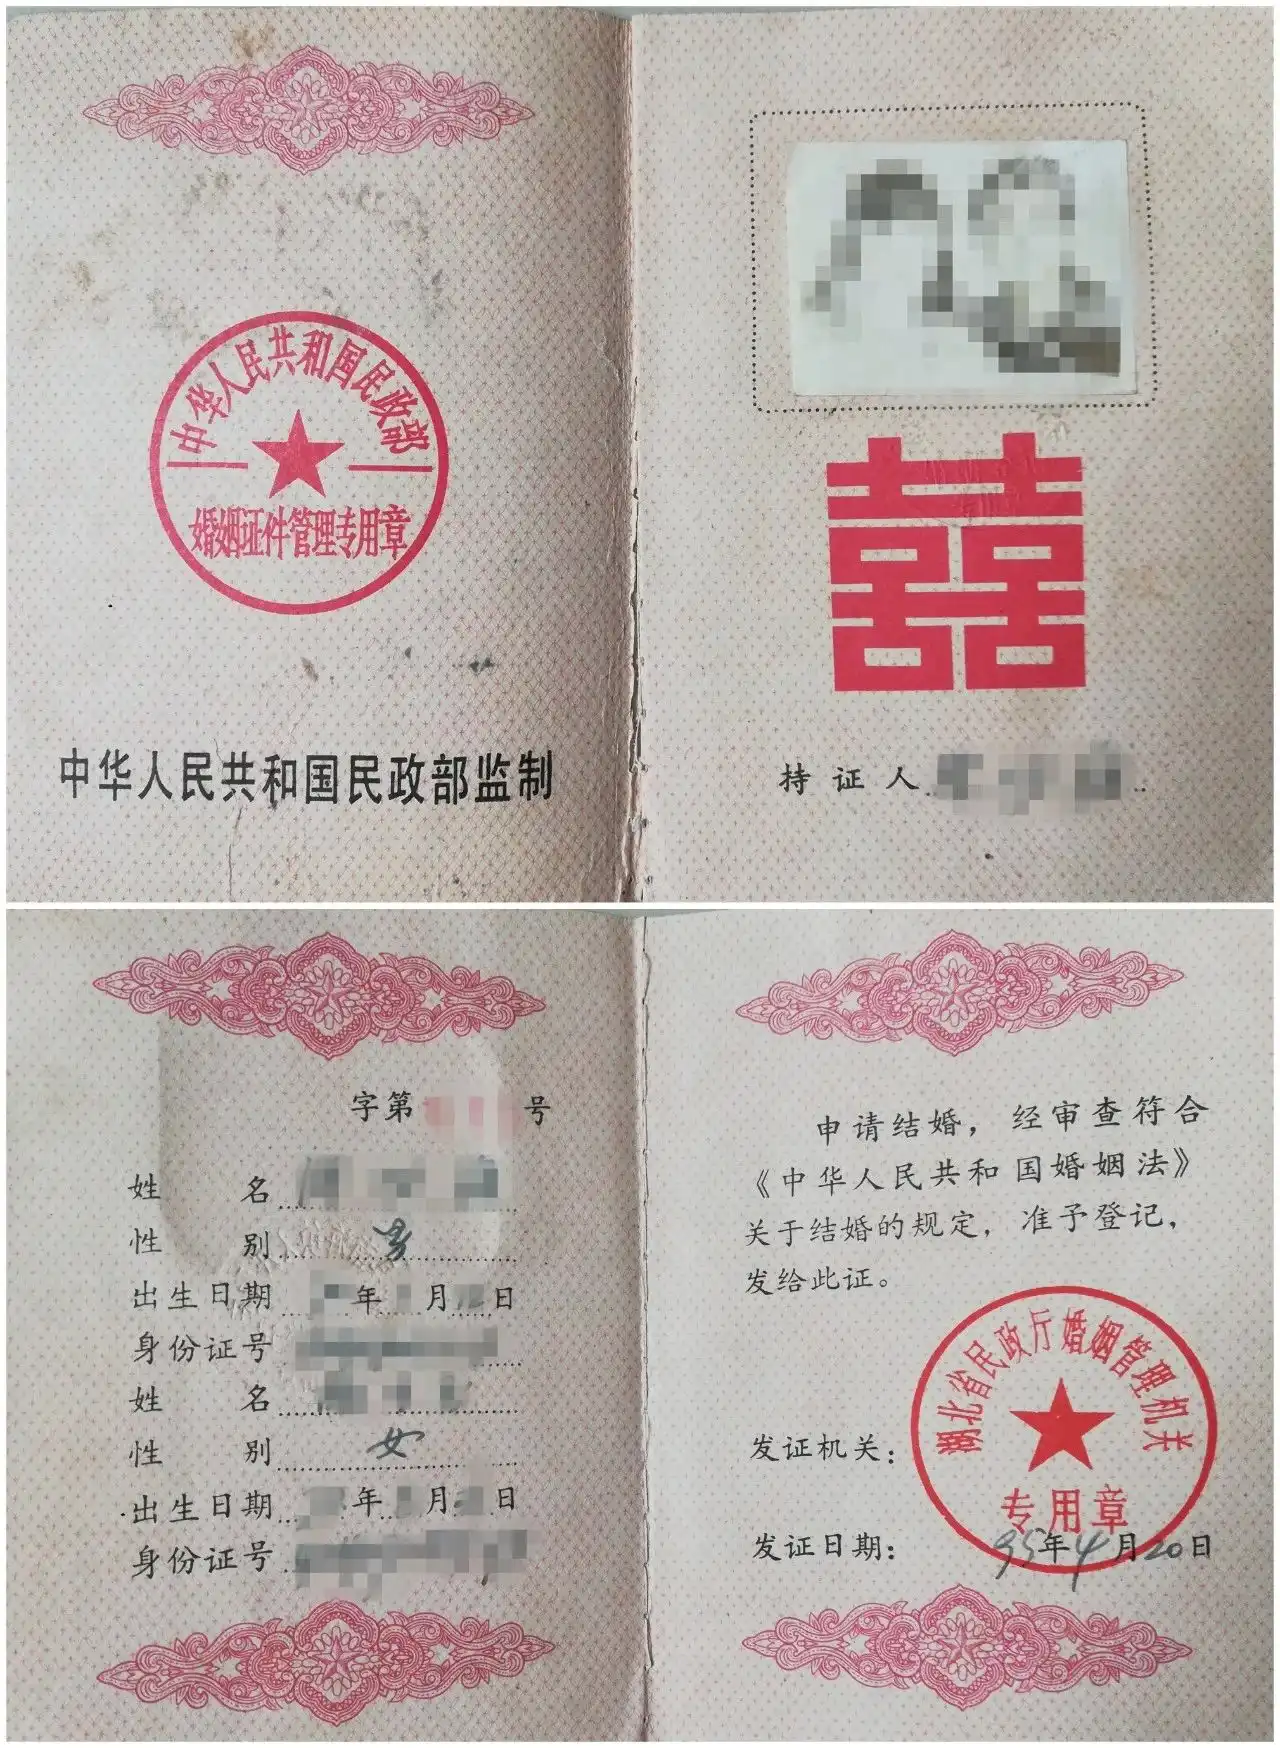 中华人民共和国民政部
婚姻证件管理专用章
中华人民共和国民政部监制
囍
持证人
字第 号
姓名
性别 男
出生日期 年 月 日
身份证号
姓名
性别 女
出生日期 年 月 日
身份证号
申请结婚，经审查符合
《中华人民共和国婚姻法》
关于结婚的规定，准予登记，
发给此证。
湖北省民政厅婚姻管理机关
专用章
发证机关：
发证日期： 95年4月20日